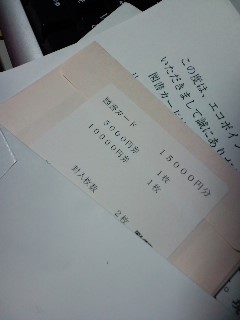 この度は、エコポイン
いただきまして誠にあり
図書カード
図書カード 15000円分
5000円券 1枚
10000円券 1枚
封入枚数 2枚